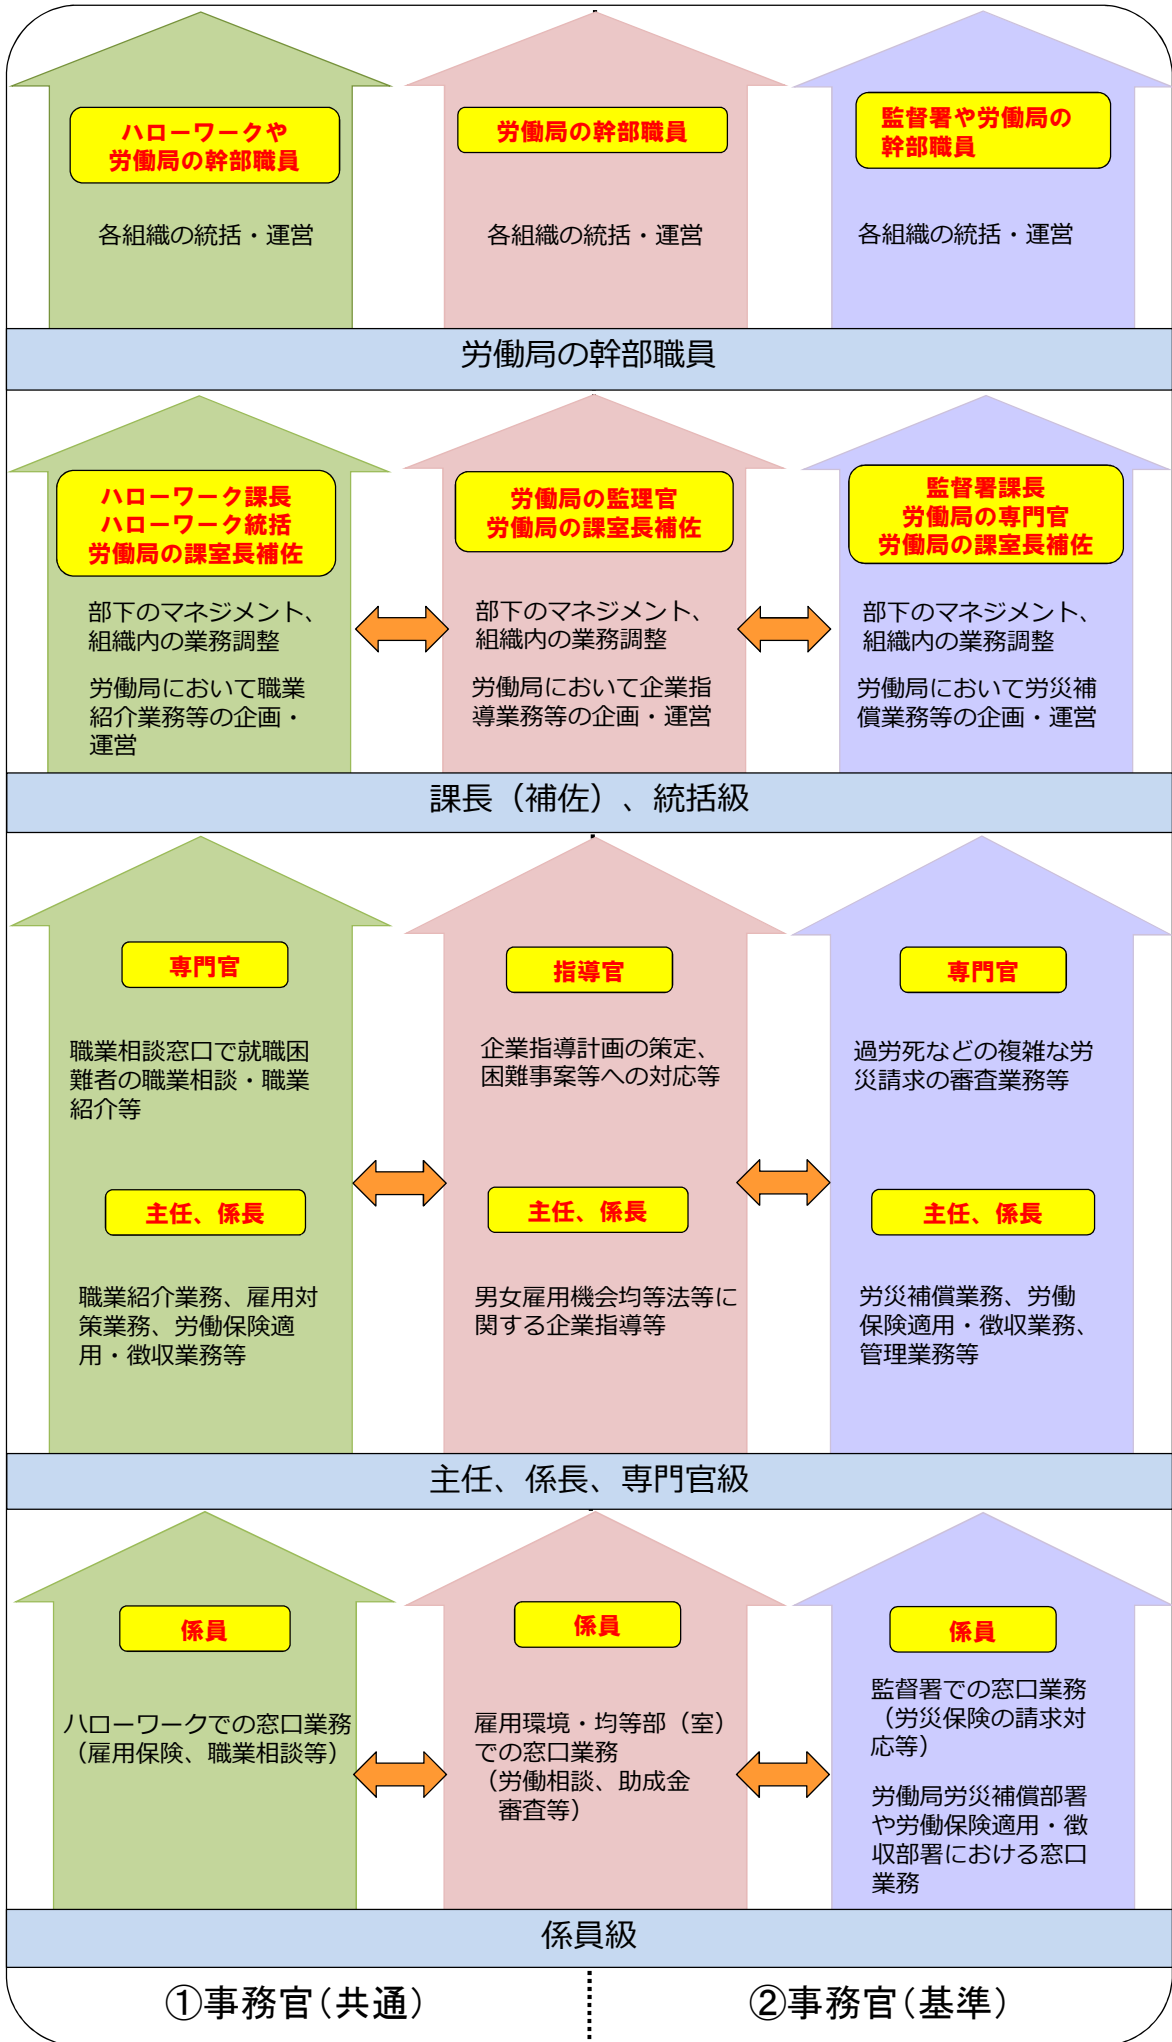 ハローワークや
労働局の幹部職員
各組織の統括・運営
労働局の幹部職員
各組織の統括・運営
監督署や労働局の
幹部職員
各組織の統括・運営
労働局の幹部職員
ハローワーク課長
ハローワーク統括
労働局の課室長補佐
部下のマネジメント、
組織内の業務調整
労働局において職業
紹介業務等の企画・
運営
労働局の監理官
労働局の課室長補佐
部下のマネジメント、
組織内の業務調整
労働局において企業指
導業務等の企画・運営
監督署課長
労働局の専門官
労働局の課室長補佐
部下のマネジメント、
組織内の業務調整
労働局において労災補
償業務等の企画・運営
課長（補佐）、統括級
専門官
職業相談窓口で就職困
難者の職業相談・職業
紹介等
主任、係長
職業紹介業務、雇用対
策業務、労働保険適
用・徴収業務等
指導官
企業指導計画の策定、
困難事案等への対応等
主任、係長
男女雇用機会均等法等に
関する企業指導等
専門官
過労死などの複雑な労
災請求の審査業務等
主任、係長
労災補償業務、労働
保険適用・徴収業務、
管理業務等
主任、係長、専門官級
係員
ハローワークでの窓口業務
（雇用保険、職業相談等）
係員
雇用環境・均等部（室）
での窓口業務
（労働相談、助成金
審査等）
係員
監督署での窓口業務
（労災保険の請求対
応等）
労働局労災補償部署
や労働保険適用・徴
収部署における窓口
業務
係員級
①事務官（共通）
②事務官（基準）